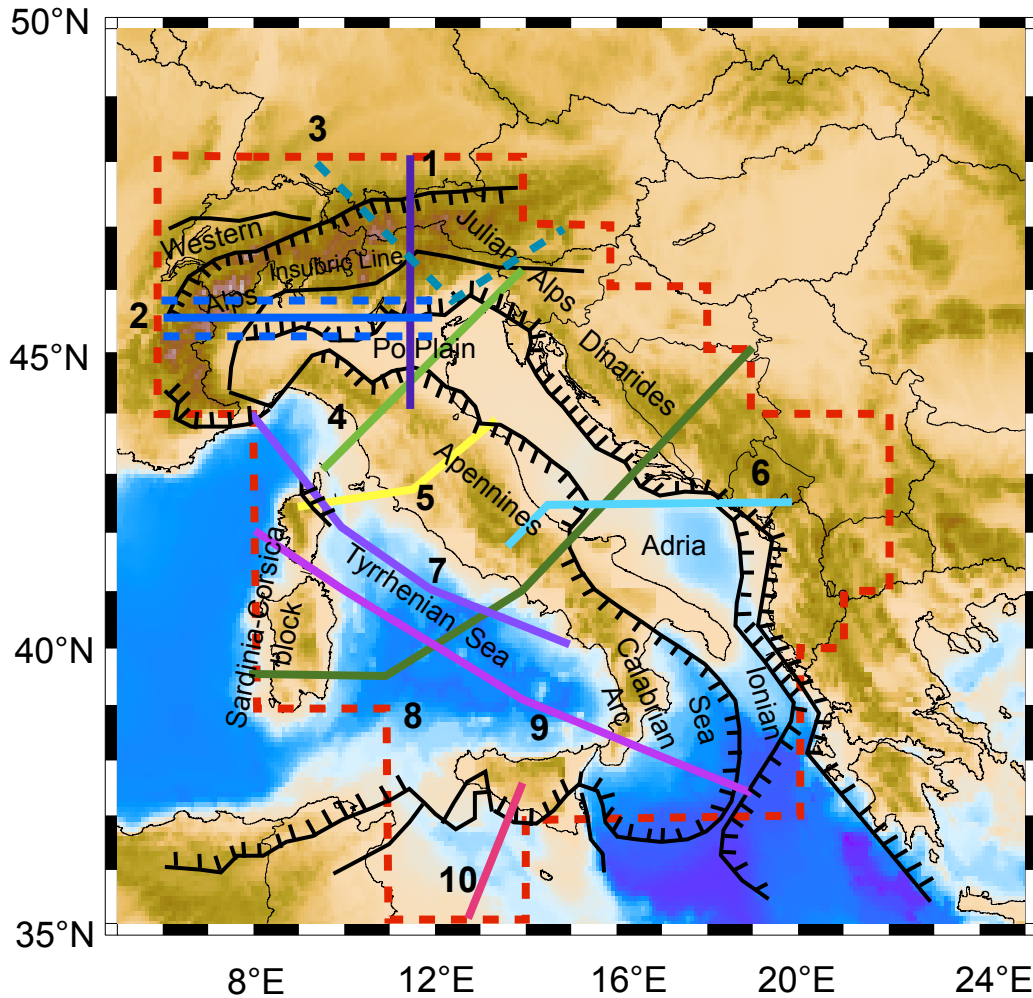 50°N
3
1
Western
Julian Alps
Insubric Line
Alps
2
Po Plain
45°N
Dinarides
4
Apennines
5
6
Adria
7
Tyrrhenian Sea
Sardinia-Corsica
block
40°N
Calabrian
Arc
Ionian
Sea
8
9
10
35°N
8°E
12°E
16°E
20°E
24°E